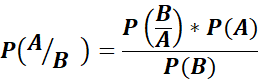 P(A/B) = P(B/A) * P(A) / P(B)